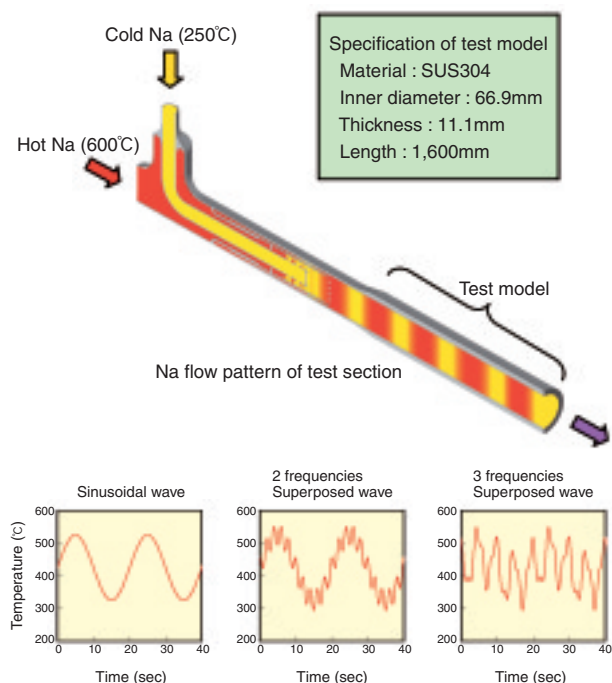 Cold Na (250℃)
Hot Na (600℃)
Specification of test model
Material : SUS304
Inner diameter : 66.9mm
Thickness : 11.1mm
Length : 1,600mm
Test model
Na flow pattern of test section
Sinusoidal wave
2 frequencies
Superposed wave
3 frequencies
Superposed wave
Temperature (℃)
600
500
400
300
200
0 10 20 30 40
Time (sec)
600
500
400
300
200
0 10 20 30 40
Time (sec)
600
500
400
300
200
0 10 20 30 40
Time (sec)